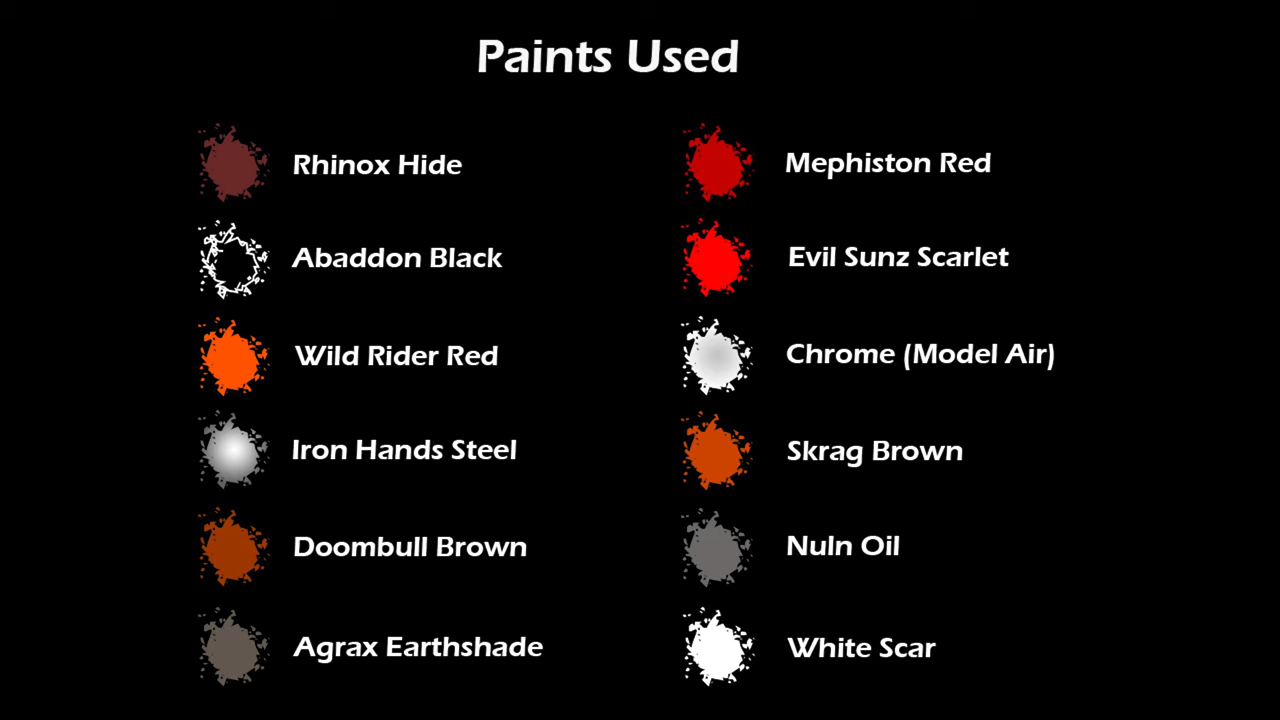 Paints Used
Rhinox Hide
Mephiston Red
Abaddon Black
Evil Sunz Scarlet
Wild Rider Red
Chrome (Model Air)
Iron Hands Steel
Skrag Brown
Doombull Brown
Nuln Oil
Agrax Earthshade
White Scar